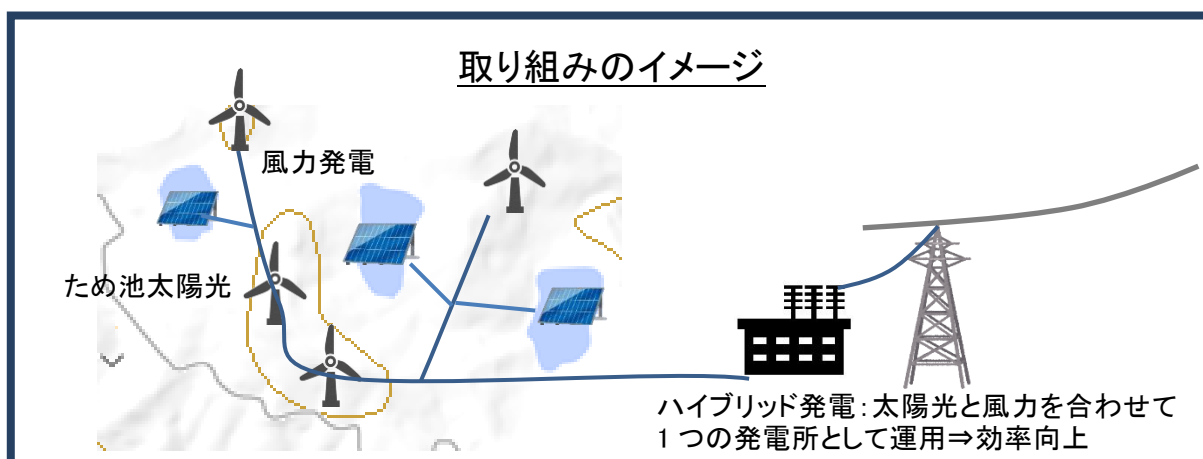 取り組みのイメージ
風力発電
ため池太陽光
ハイブリッド発電：太陽光と風力を合わせて
1つの発電所として運用⇒効率向上